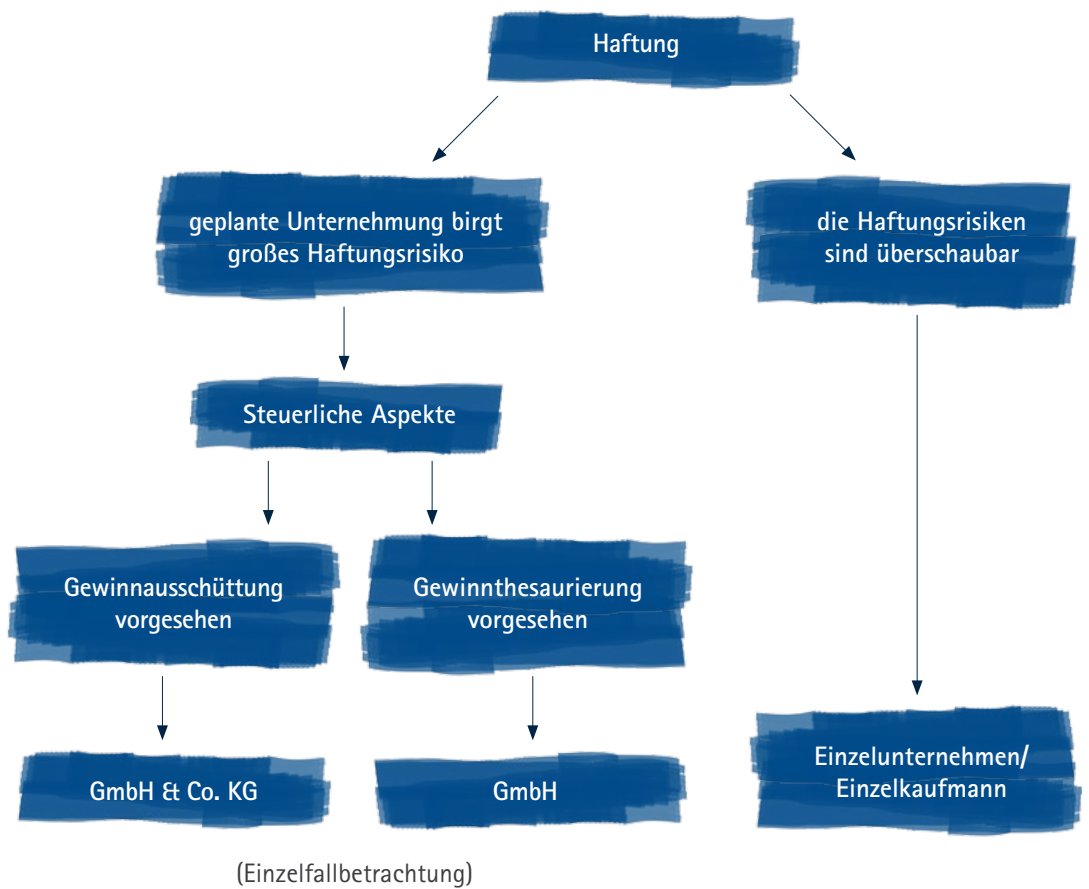 Haftung
geplante Unternehmung birgt
großes Haftungsrisiko
die Haftungsrisiken
sind überschaubar
Steuerliche Aspekte
Gewinnausschüttung
vorgesehen
Gewinnthesaurierung
vorgesehen
GmbH & Co. KG
GmbH
Einzelunternehmen/
Einzelkaufmann
(Einzelfallbetrachtung)